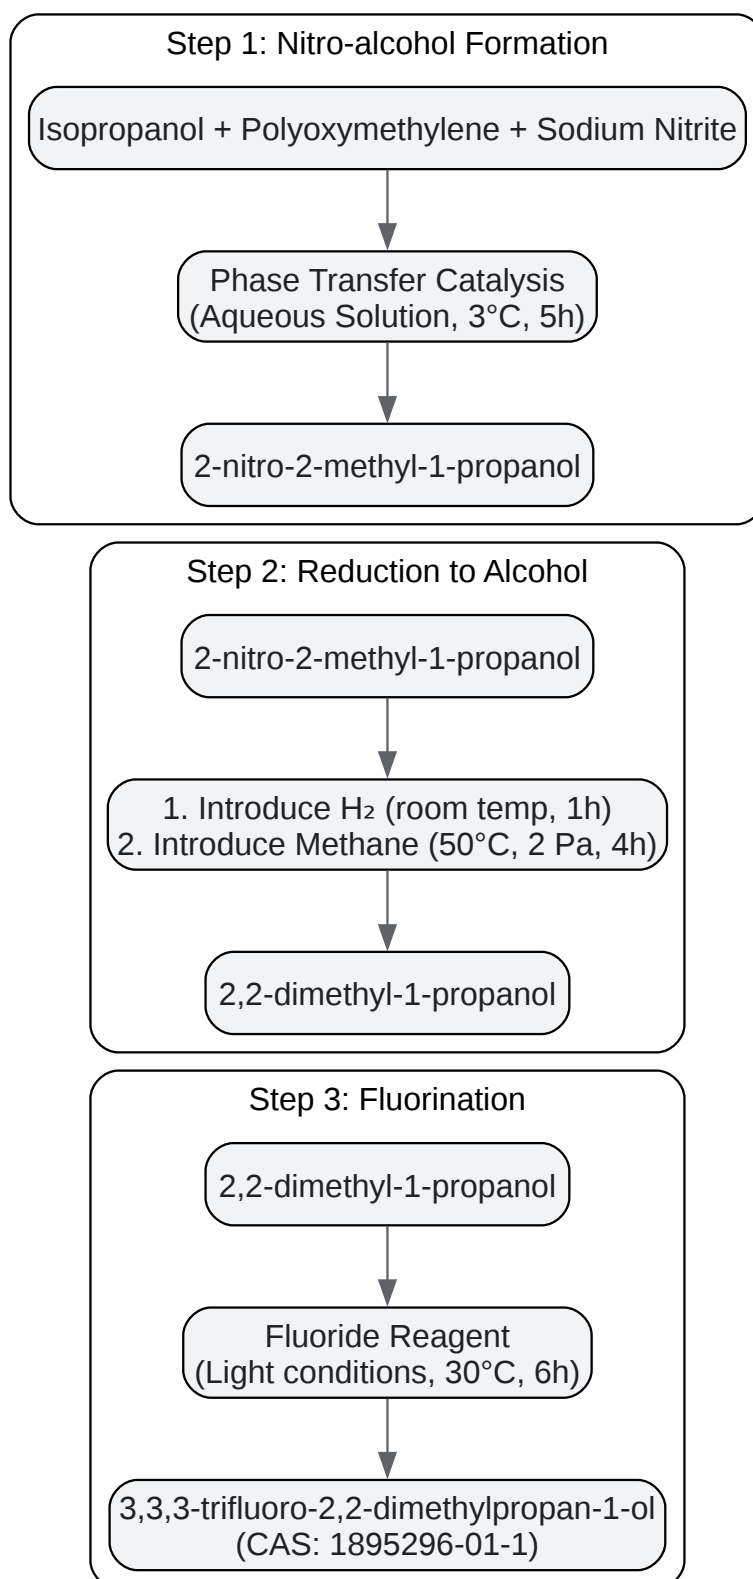 Step 1: Nitro-alcohol Formation
Isopropanol + Polyoxymethylene + Sodium Nitrite
Phase Transfer Catalysis
(Aqueous Solution, 3°C, 5h)
2-nitro-2-methyl-1-propanol
Step 2: Reduction to Alcohol
2-nitro-2-methyl-1-propanol
1. Introduce H₂ (room temp, 1h)
2. Introduce Methane (50°C, 2 Pa, 4h)
2,2-dimethyl-1-propanol
Step 3: Fluorination
2,2-dimethyl-1-propanol
Fluoride Reagent
(Light conditions, 30°C, 6h)
3,3,3-trifluoro-2,2-dimethylpropan-1-ol
(CAS: 1895296-01-1)